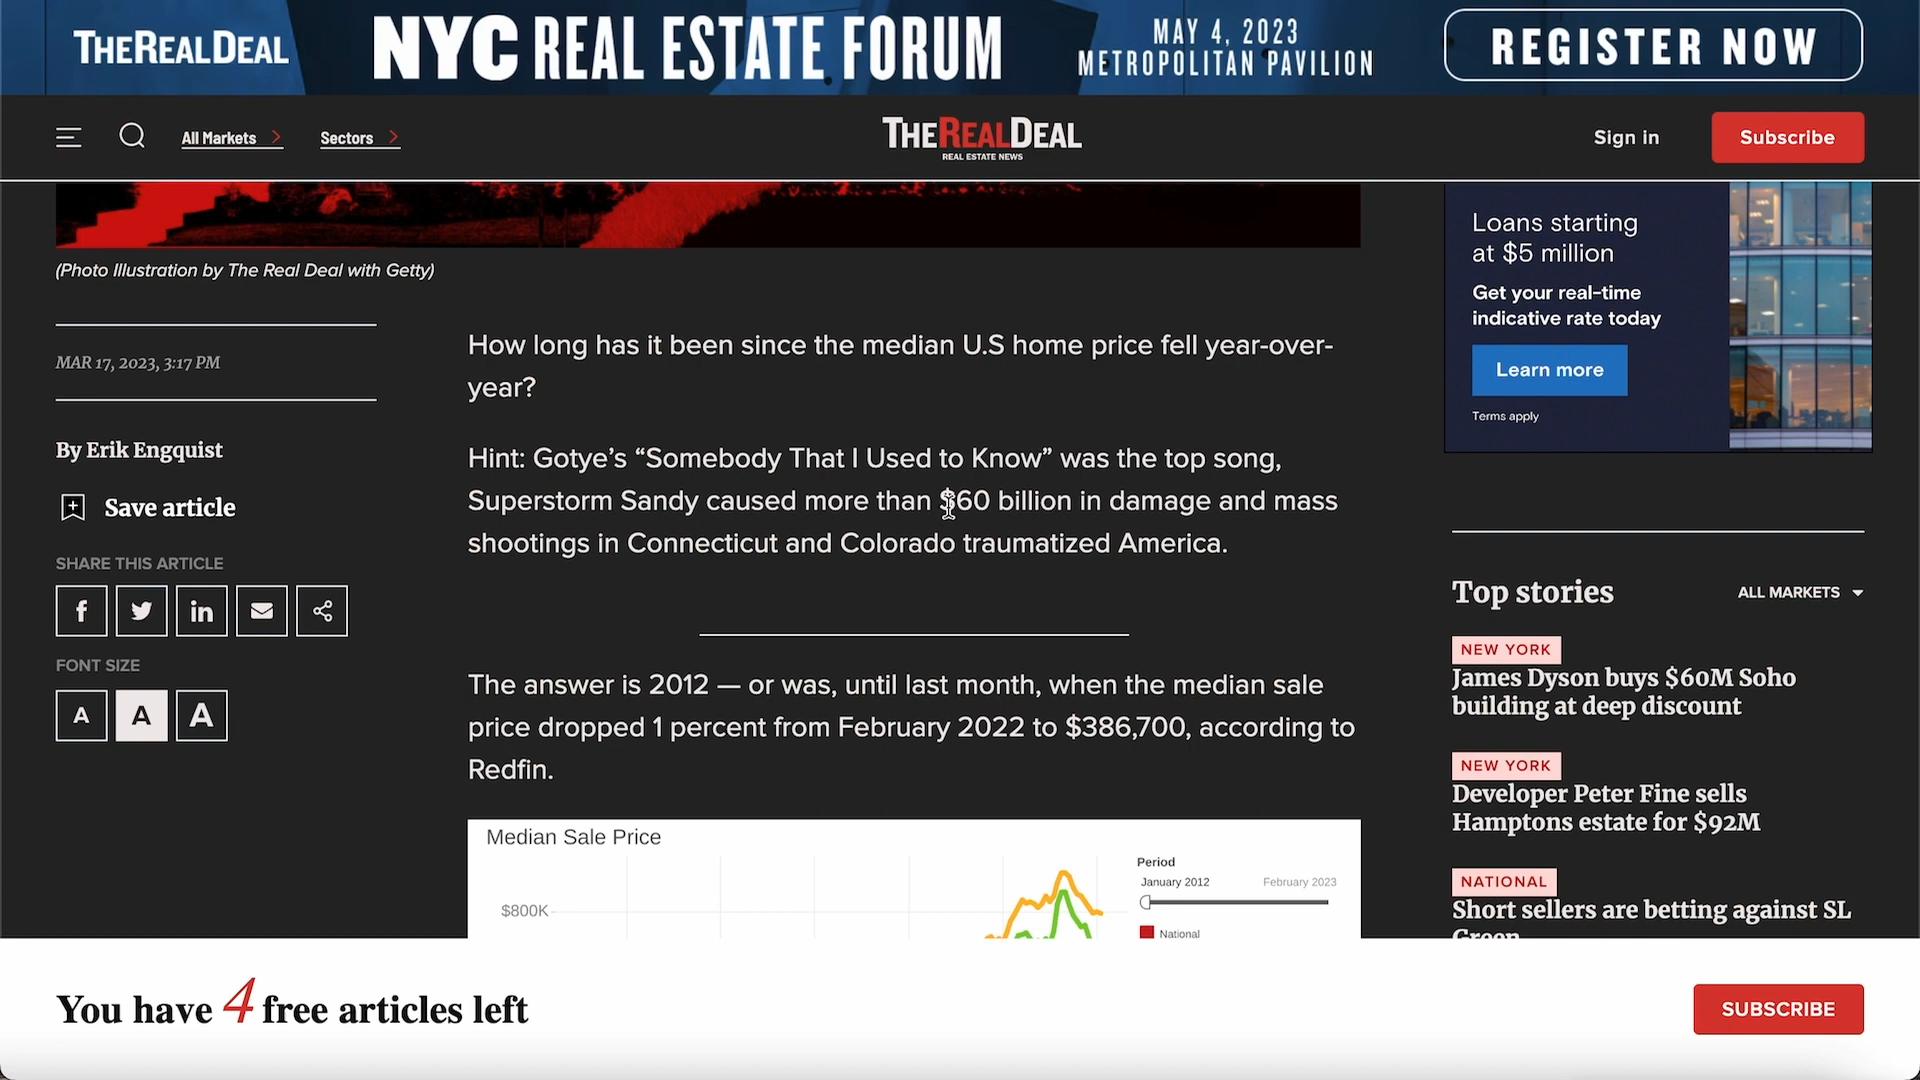 THEREALDEAL
NYC REAL ESTATE FORUM
MAY 4, 2023
METROPOLITAN PAVILION
REGISTER NOW
All Markets
Sectors
THEREALDEAL
REAL ESTATE NEWS
Sign in
Subscribe
(Photo Illustration by The Real Deal with Getty)
MAR 17, 2023, 3:17 PM
By Erik Engquist
Save article
SHARE THIS ARTICLE
FONT SIZE
A A A
How long has it been since the median U.S home price fell year-over-
year?
Hint: Gotye’s “Somebody That I Used to Know” was the top song,
Superstorm Sandy caused more than $60 billion in damage and mass
shootings in Connecticut and Colorado traumatized America.
The answer is 2012 — or was, until last month, when the median sale
price dropped 1 percent from February 2022 to $386,700, according to
Redfin.
Median Sale Price
$800K
Period
January 2012
February 2023
National
Loans starting
at $5 million
Get your real-time
indicative rate today
Learn more
Terms apply
Top stories
ALL MARKETS
NEW YORK
James Dyson buys $60M Soho
building at deep discount
NEW YORK
Developer Peter Fine sells
Hamptons estate for $92M
NATIONAL
Short sellers are betting against SL
Green
You have 4 free articles left
SUBSCRIBE